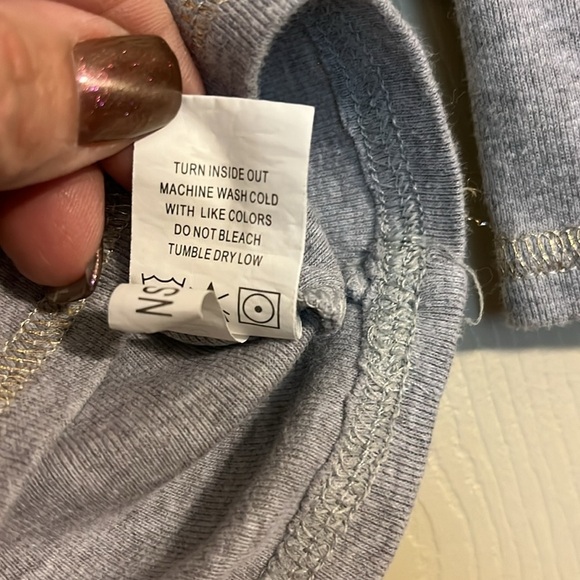 TURN INSIDE OUT
MACHINE WASH COLD
WITH LIKE COLORS
DO NOT BLEACH
TUMBLE DRY LOW